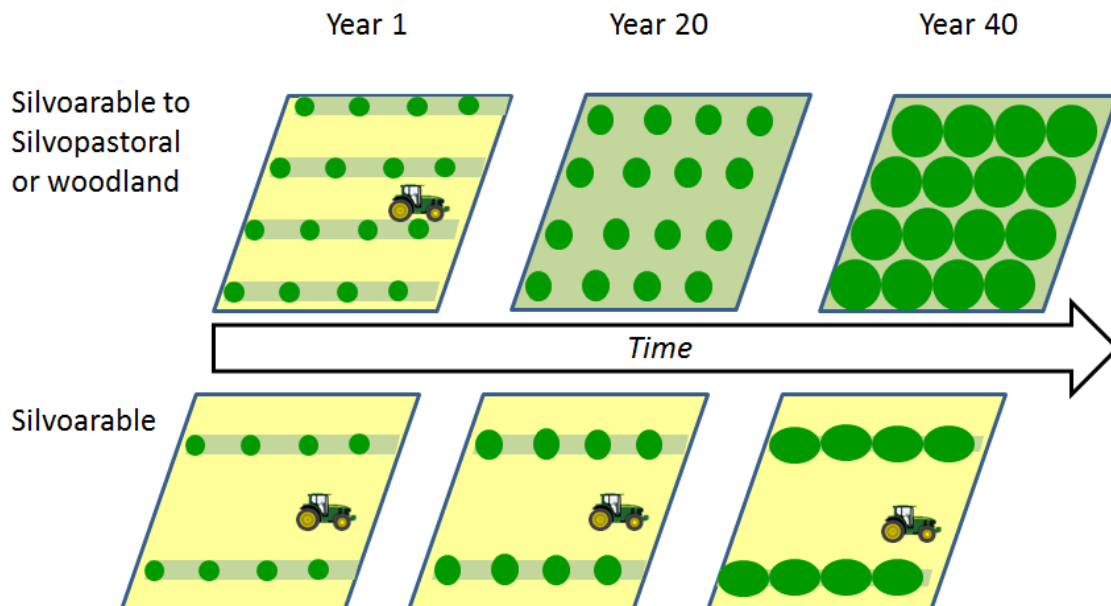 Year 1
Year 20
Year 40
Silvoarable to
Silvopastoral
or woodland
Time
Silvoarable